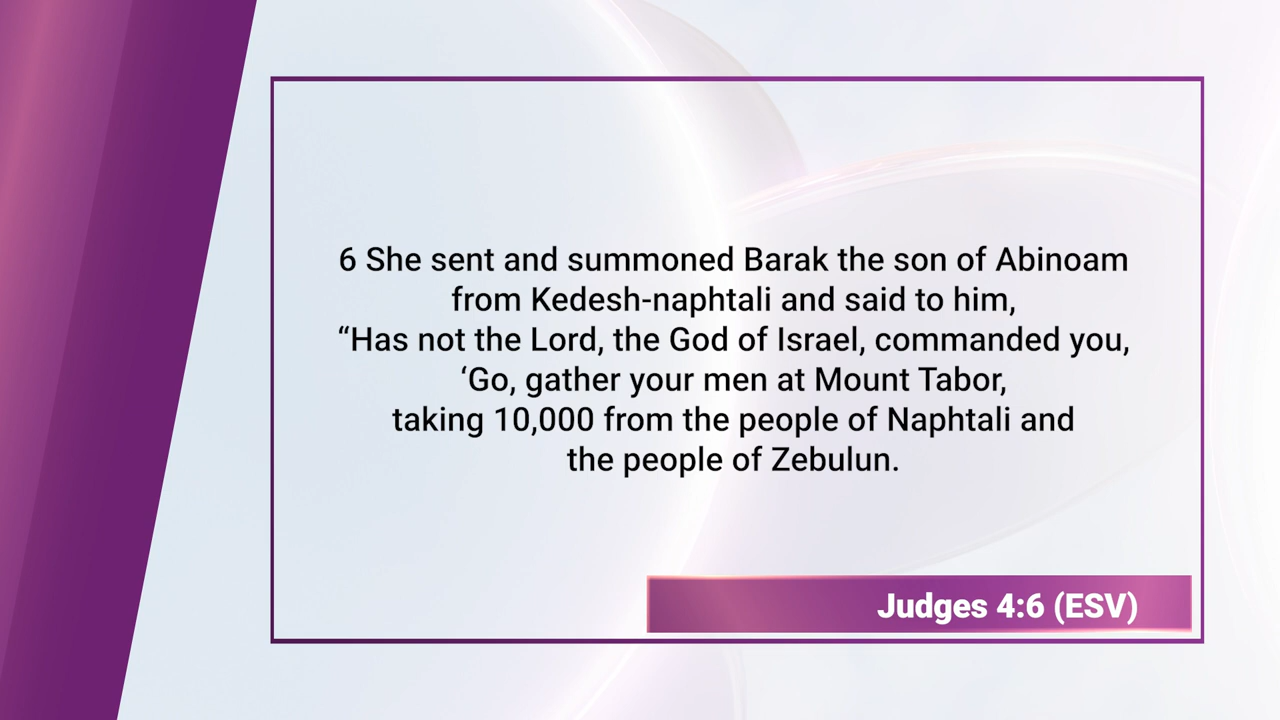 6 She sent and summoned Barak the son of Abinoam
from Kedesh-naphtali and said to him,
“Has not the Lord, the God of Israel, commanded you,
‘Go, gather your men at Mount Tabor,
taking 10,000 from the people of Naphtali and
the people of Zebulun.
Judges 4:6 (ESV)